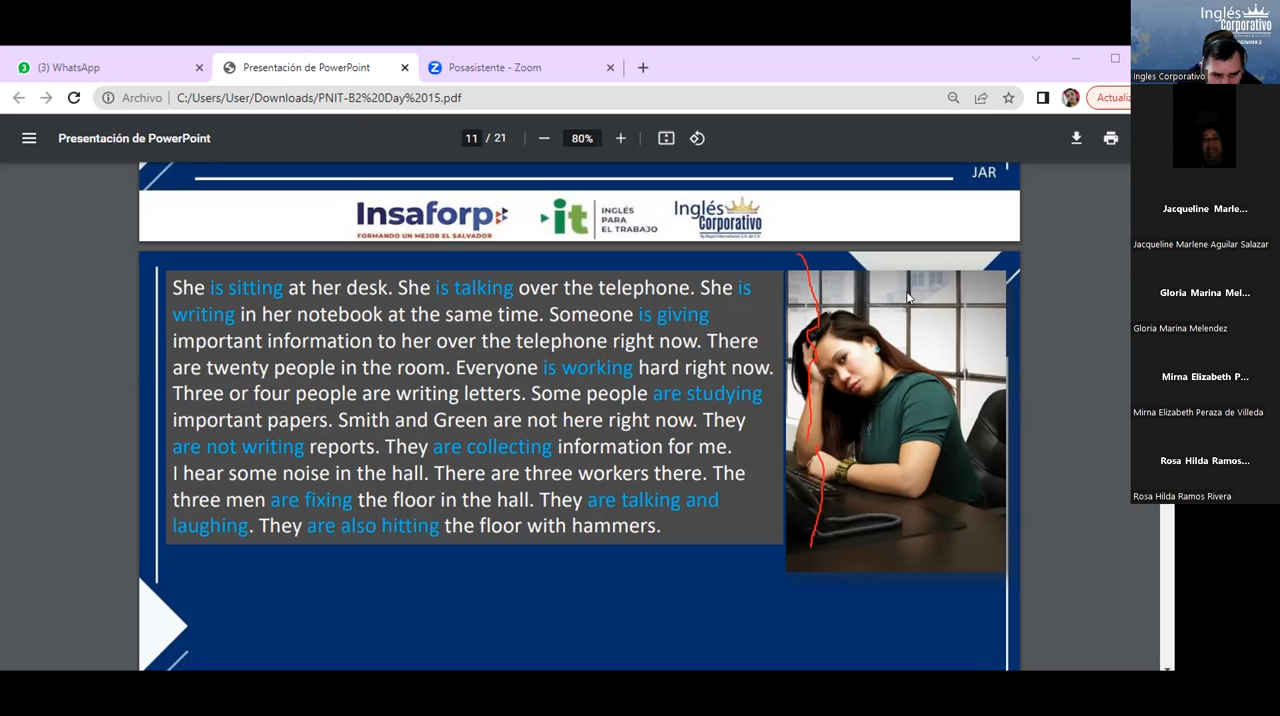 (3) WhatsApp
Presentación de PowerPoint
Posasistente - Zoom
Archivo
C:/Users/User/Downloads/PNIT-B2%20Day%2015.pdf
Actuali
Presentación de PowerPoint
11 / 21
80%
JAR
Insaforp
FORMANDO UN MEJOR EL SALVADOR
it
INGLÉS
PARA
EL TRABAJO
Inglés
Corporativo
She is sitting at her desk. She is talking over the telephone. She is
writing in her notebook at the same time. Someone is giving
important information to her over the telephone right now. There
are twenty people in the room. Everyone is working hard right now.
Three or four people are writing letters. Some people are studying
important papers. Smith and Green are not here right now. They
are not writing reports. They are collecting information for me.
I hear some noise in the hall. There are three workers there. The
three men are fixing the floor in the hall. They are talking and
laughing. They are also hitting the floor with hammers.
Inglés
Corporativo
Ingles Corporativo
Jacqueline Marle...
Jacqueline Marlene Aguilar Salazar
Gloria Marina Mel...
Gloria Marina Melendez
Mirna Elizabeth P...
Mirna Elizabeth Peraza de Villeda
Rosa Hilda Ramos...
Rosa Hilda Ramos Rivera